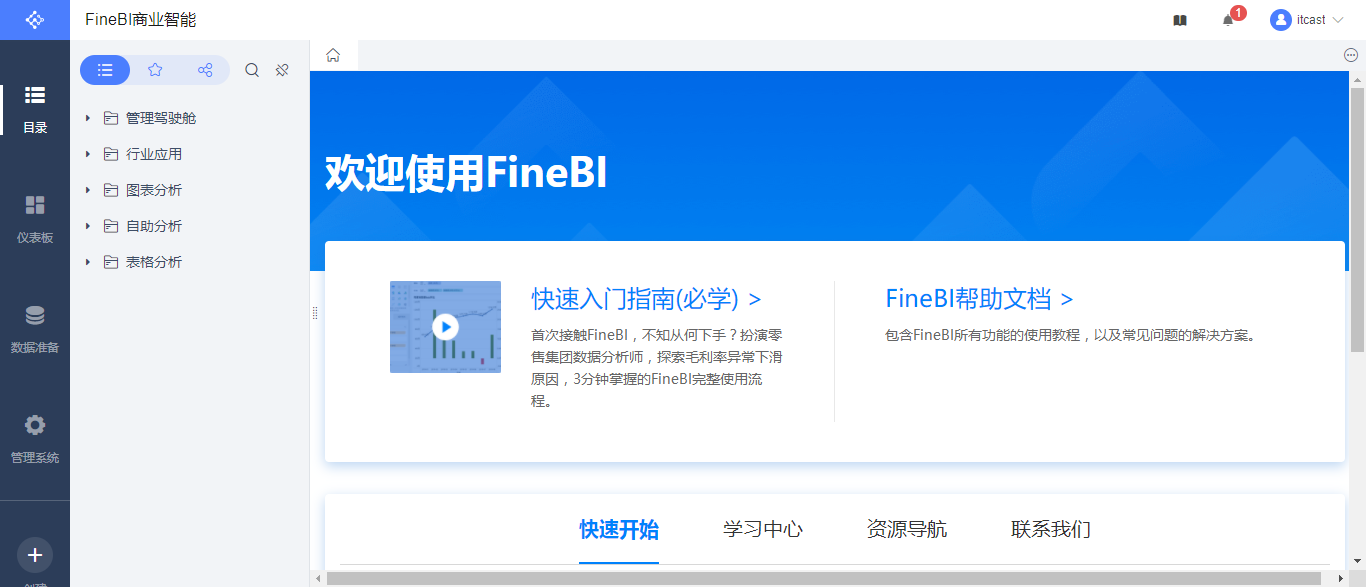 FineBI商业智能
1
itcast
目录
仪表板
数据准备
管理系统
管理驾驶舱
行业应用
图表分析
自助分析
表格分析
欢迎使用FineBI
快速入门指南(必学) >
首次接触FineBI，不知从何下手？扮演零
售集团数据分析师，探索毛利率异常下滑
原因，3分钟掌握的FineBI完整使用流
程。
FineBI帮助文档 >
包含FineBI所有功能的使用教程，以及常见问题的解决方案。
快速开始
学习中心
资源导航
联系我们